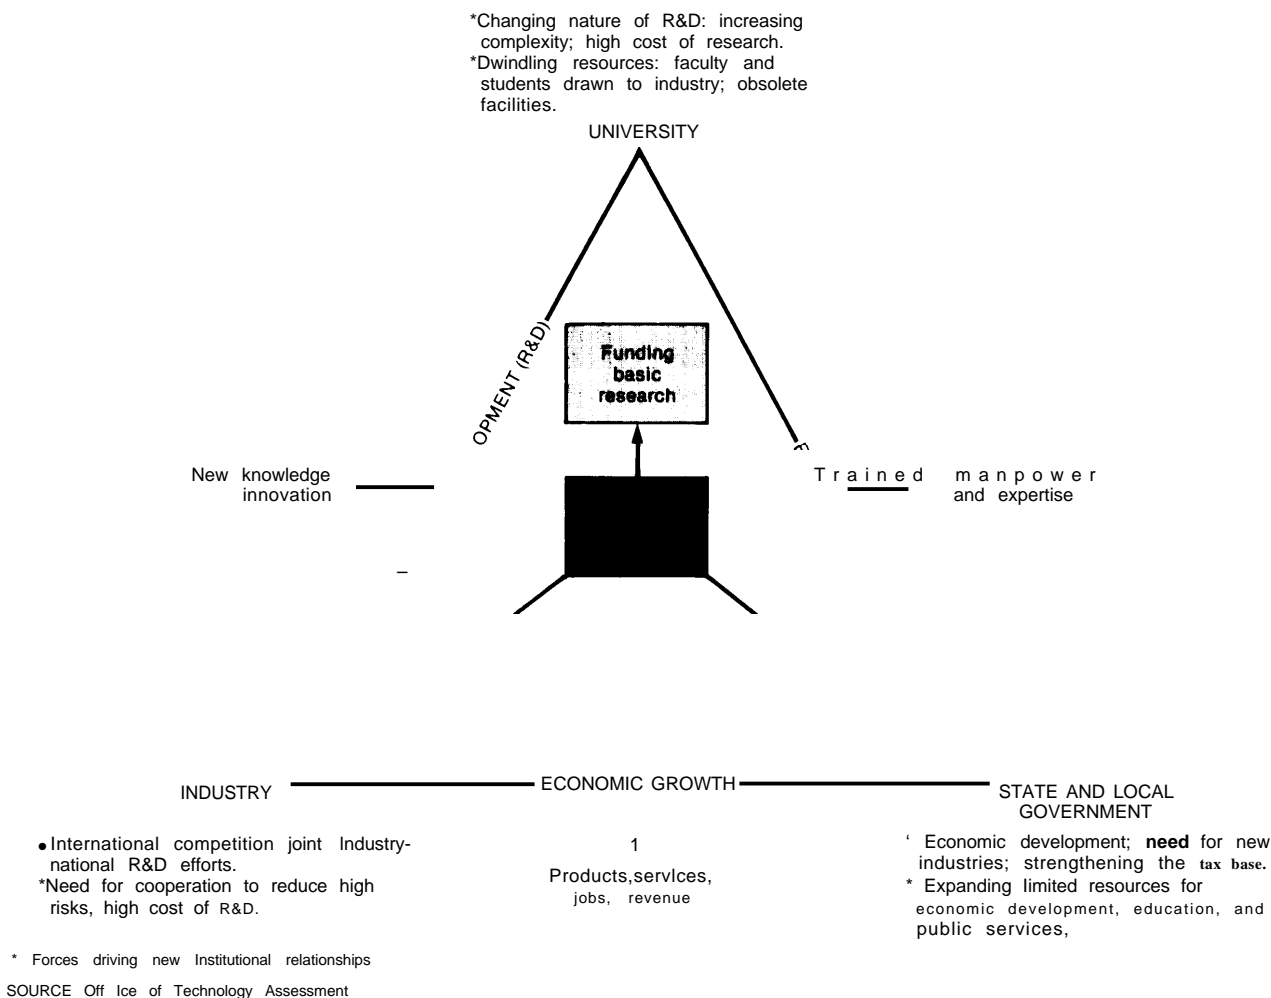 *Changing nature of R&D: increasing
complexity; high cost of research.
*Dwindling resources: faculty and
students drawn to industry; obsolete
facilities.
UNIVERSITY
OPMENT (R&D)
Funding
basic
research
New knowledge
innovation
Trained manpower
and expertise
INDUSTRY
ECONOMIC GROWTH
STATE AND LOCAL
GOVERNMENT
• International competition joint Industry-
national R&D efforts.
*Need for cooperation to reduce high
risks, high cost of R&D.
1
Products,servIces,
jobs, revenue
‘ Economic development; need for new
industries; strengthening the tax base.
* Expanding limited resources for
economic development, education, and
public services,
* Forces driving new Institutional relationships
SOURCE Off Ice of Technology Assessment